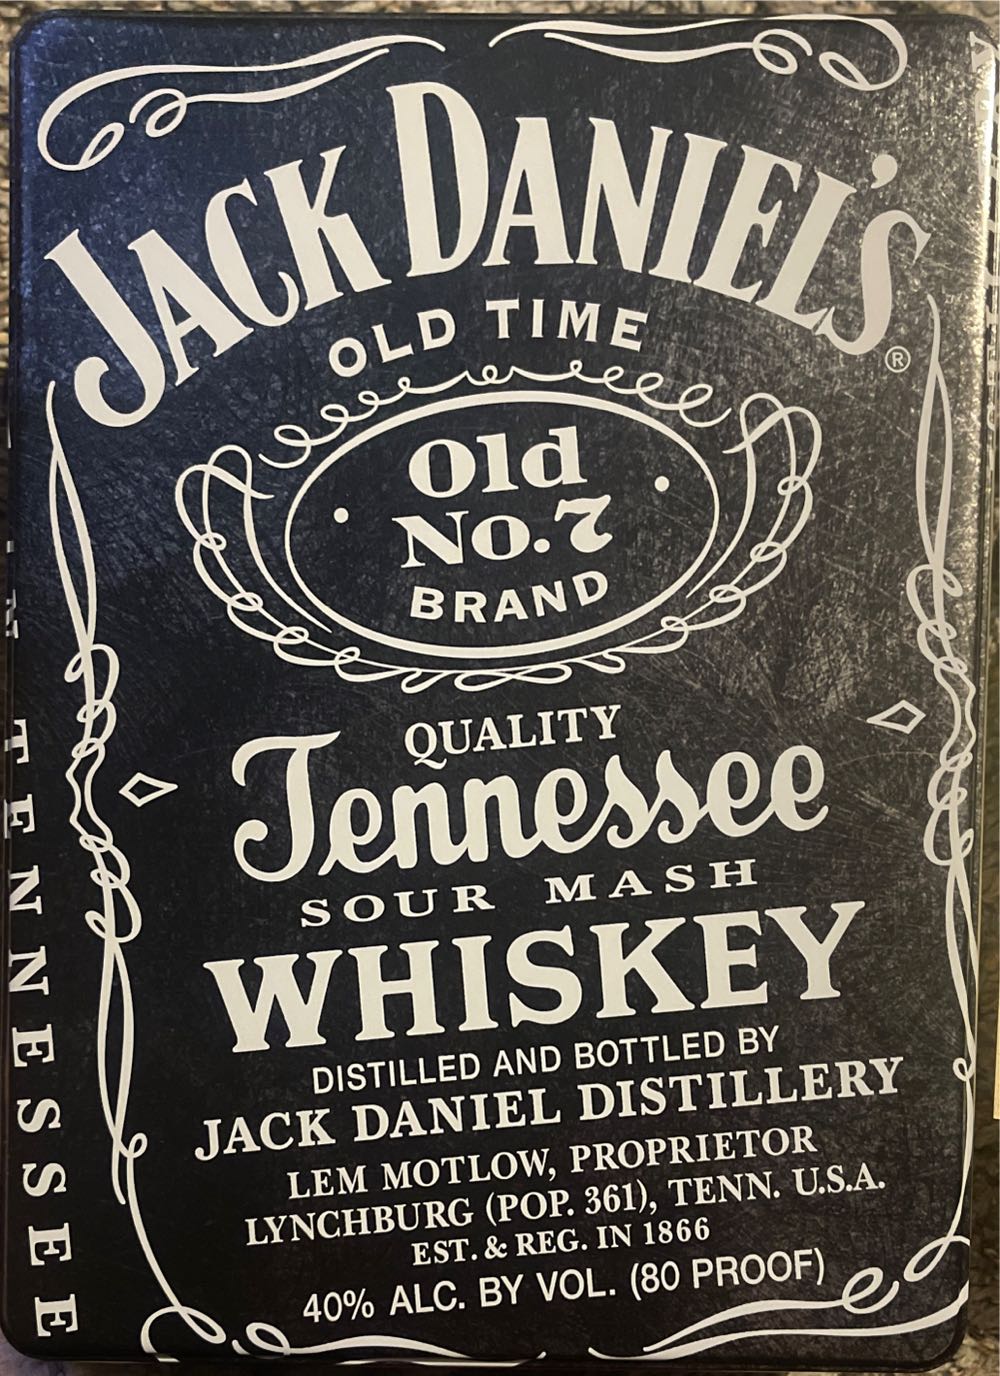 JACK DANIEL'S ®
OLD TIME
Old
No.7
BRAND
QUALITY
Tennessee
SOUR MASH
WHISKEY
DISTILLED AND BOTTLED BY
JACK DANIEL DISTILLERY
LEM MOTLOW, PROPRIETOR
LYNCHBURG (POP. 361), TENN. U.S.A.
EST. & REG. IN 1866
40% ALC. BY VOL. (80 PROOF)
TENNESSEE